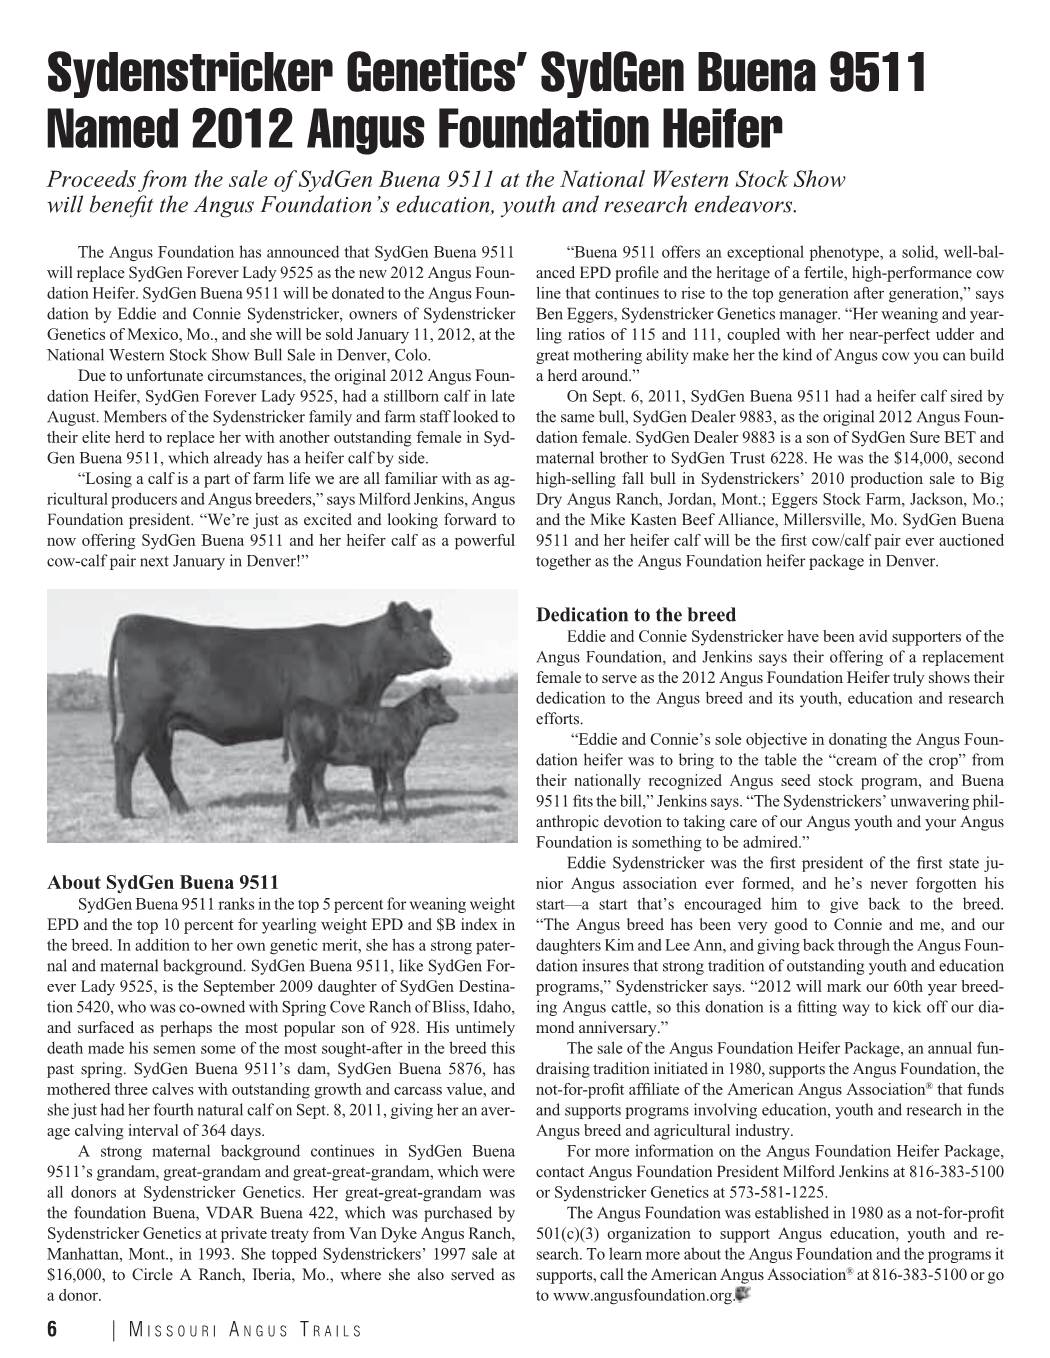 Sydenstricker Genetics’ SydGen Buena 9511
Named 2012 Angus Foundation Heifer
Proceeds from the sale of SydGen Buena 9511 at the National Western Stock Show
will benefit the Angus Foundation’s education, youth and research endeavors.
The Angus Foundation has announced that SydGen Buena 9511
will replace SydGen Forever Lady 9525 as the new 2012 Angus Foun-
dation Heifer. SydGen Buena 9511 will be donated to the Angus Foun-
dation by Eddie and Connie Sydenstricker, owners of Sydenstricker
Genetics of Mexico, Mo., and she will be sold January 11, 2012, at the
National Western Stock Show Bull Sale in Denver, Colo.
Due to unfortunate circumstances, the original 2012 Angus Foun-
dation Heifer, SydGen Forever Lady 9525, had a stillborn calf in late
August. Members of the Sydenstricker family and farm staff looked to
their elite herd to replace her with another outstanding female in Syd-
Gen Buena 9511, which already has a heifer calf by side.
“Losing a calf is a part of farm life we are all familiar with as ag-
ricultural producers and Angus breeders,” says Milford Jenkins, Angus
Foundation president. “We’re just as excited and looking forward to
now offering SydGen Buena 9511 and her heifer calf as a powerful
cow-calf pair next January in Denver!”
About SydGen Buena 9511
SydGen Buena 9511 ranks in the top 5 percent for weaning weight
EPD and the top 10 percent for yearling weight EPD and $B index in
the breed. In addition to her own genetic merit, she has a strong pater-
nal and maternal background. SydGen Buena 9511, like SydGen For-
ever Lady 9525, is the September 2009 daughter of SydGen Destina-
tion 5420, who was co-owned with Spring Cove Ranch of Bliss, Idaho,
and surfaced as perhaps the most popular son of 928. His untimely
death made his semen some of the most sought-after in the breed this
past spring. SydGen Buena 9511’s dam, SydGen Buena 5876, has
mothered three calves with outstanding growth and carcass value, and
she just had her fourth natural calf on Sept. 8, 2011, giving her an aver-
age calving interval of 364 days.
A strong maternal background continues in SydGen Buena
9511’s grandam, great-grandam and great-great-grandam, which were
all donors at Sydenstricker Genetics. Her great-great-grandam was
the foundation Buena, VDAR Buena 422, which was purchased by
Sydenstricker Genetics at private treaty from Van Dyke Angus Ranch,
Manhattan, Mont., in 1993. She topped Sydenstrickers’ 1997 sale at
$16,000, to Circle A Ranch, Iberia, Mo., where she also served as
a donor.
“Buena 9511 offers an exceptional phenotype, a solid, well-bal-
anced EPD profile and the heritage of a fertile, high-performance cow
line that continues to rise to the top generation after generation,” says
Ben Eggers, Sydenstricker Genetics manager. “Her weaning and year-
ling ratios of 115 and 111, coupled with her near-perfect udder and
great mothering ability make her the kind of Angus cow you can build
a herd around.”
On Sept. 6, 2011, SydGen Buena 9511 had a heifer calf sired by
the same bull, SydGen Dealer 9883, as the original 2012 Angus Foun-
dation female. SydGen Dealer 9883 is a son of SydGen Sure BET and
maternal brother to SydGen Trust 6228. He was the $14,000, second
high-selling fall bull in Sydenstrickers’ 2010 production sale to Big
Dry Angus Ranch, Jordan, Mont.; Eggers Stock Farm, Jackson, Mo.;
and the Mike Kasten Beef Alliance, Millersville, Mo. SydGen Buena
9511 and her heifer calf will be the first cow/calf pair ever auctioned
together as the Angus Foundation heifer package in Denver.
Dedication to the breed
Eddie and Connie Sydenstricker have been avid supporters of the
Angus Foundation, and Jenkins says their offering of a replacement
female to serve as the 2012 Angus Foundation Heifer truly shows their
dedication to the Angus breed and its youth, education and research
efforts.
“Eddie and Connie’s sole objective in donating the Angus Foun-
dation heifer was to bring to the table the “cream of the crop” from
their nationally recognized Angus seed stock program, and Buena
9511 fits the bill,” Jenkins says. “The Sydenstrickers’ unwavering phil-
anthropic devotion to taking care of our Angus youth and your Angus
Foundation is something to be admired.”
Eddie Sydenstricker was the first president of the first state ju-
nior Angus association ever formed, and he’s never forgotten his
start—a start that’s encouraged him to give back to the breed.
“The Angus breed has been very good to Connie and me, and our
daughters Kim and Lee Ann, and giving back through the Angus Foun-
dation insures that strong tradition of outstanding youth and education
programs,” Sydenstricker says. “2012 will mark our 60th year breed-
ing Angus cattle, so this donation is a fitting way to kick off our dia-
mond anniversary.”
The sale of the Angus Foundation Heifer Package, an annual fun-
draising tradition initiated in 1980, supports the Angus Foundation, the
not-for-profit affiliate of the American Angus Association® that funds
and supports programs involving education, youth and research in the
Angus breed and agricultural industry.
For more information on the Angus Foundation Heifer Package,
contact Angus Foundation President Milford Jenkins at 816-383-5100
or Sydenstricker Genetics at 573-581-1225.
The Angus Foundation was established in 1980 as a not-for-profit
501(c)(3) organization to support Angus education, youth and re-
search. To learn more about the Angus Foundation and the programs it
supports, call the American Angus Association® at 816-383-5100 or go
to www.angusfoundation.org.
6 | Missouri Angus Trails